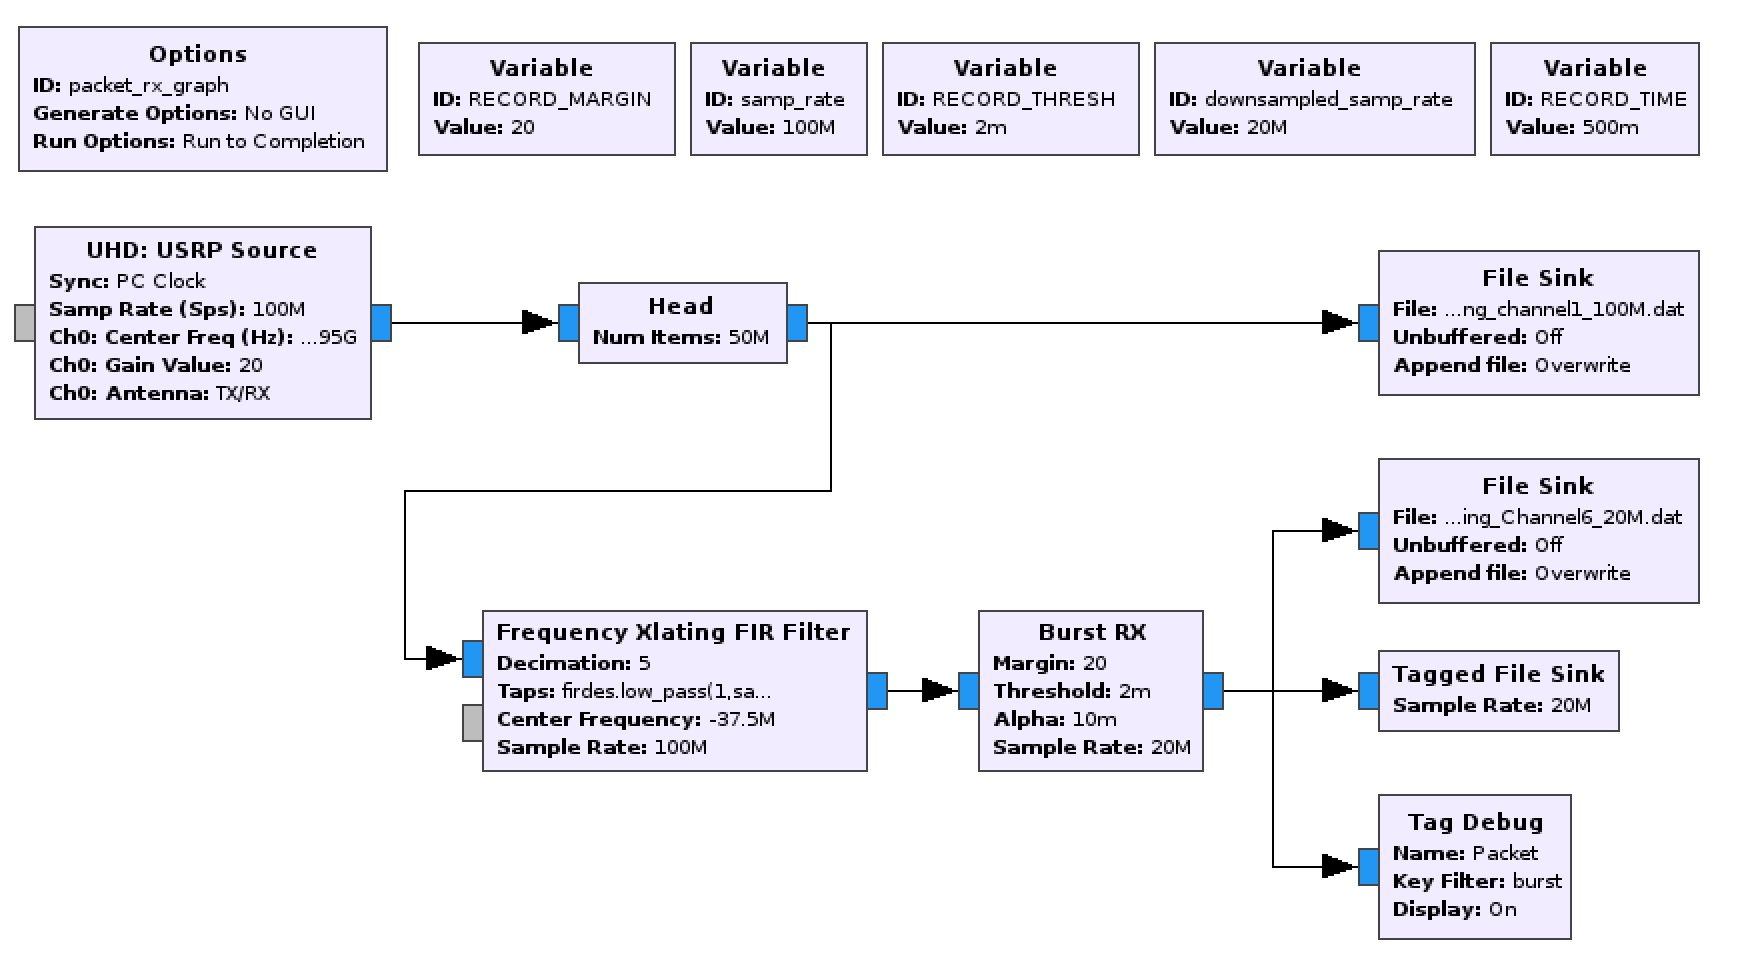 Options
ID: packet_rx_graph
Generate Options: No GUI
Run Options: Run to Completion
Variable
ID: RECORD_MARGIN
Value: 20
Variable
ID: samp_rate
Value: 100M
Variable
ID: RECORD_THRESH
Value: 2m
Variable
ID: downsampled_samp_rate
Value: 20M
Variable
ID: RECORD_TIME
Value: 500m
UHD: USRP Source
Sync: PC Clock
Samp Rate (Sps): 100M
Ch0: Center Freq (Hz): ...95G
Ch0: Gain Value: 20
Ch0: Antenna: TX/RX
Head
Num Items: 50M
File Sink
File: ...ng_channel1_100M.dat
Unbuffered: Off
Append file: Overwrite
File Sink
File: ...ing_Channel6_20M.dat
Unbuffered: Off
Append file: Overwrite
Frequency Xlating FIR Filter
Decimation: 5
Taps: firdes.low_pass(1,sa...
Center Frequency: -37.5M
Sample Rate: 100M
Burst RX
Margin: 20
Threshold: 2m
Alpha: 10m
Sample Rate: 20M
Tagged File Sink
Sample Rate: 20M
Tag Debug
Name: Packet
Key Filter: burst
Display: On